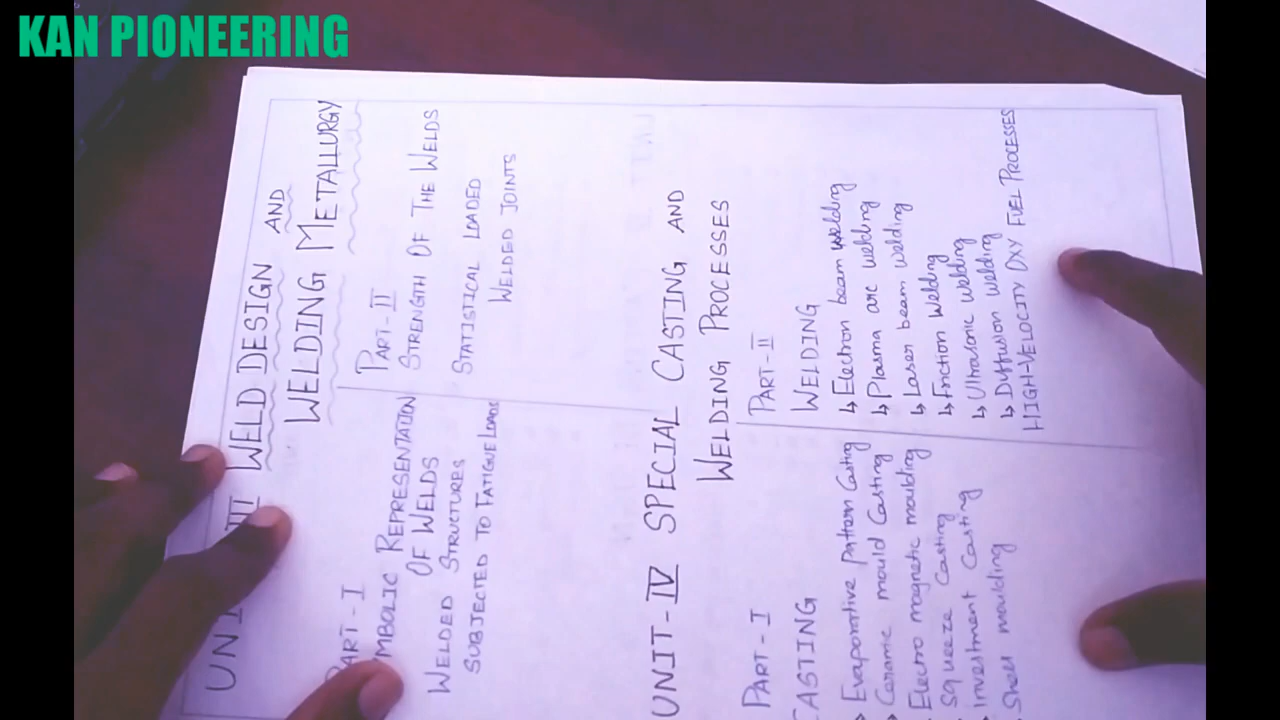 KAN PIONEERING
UNIT-III WELD DESIGN AND
WELDING METALLURGY
PART-I
REPRESENTATION
OF WELDS
WELDED STRUCTURES
SUBJECTED TO FATIGUE LOADS
PART-II
STRENGTH OF THE WELDS
STATISTICAL LOADED
WELDED JOINTS
UNIT-IV SPECIAL CASTING AND
WELDING PROCESSES
PART-I
CASTING
Evaporative Pattern Casting
Ceramic mould Casting
Electro magnetic moulding
Squeeze Casting
Investment Casting
Shell moulding
PART-II
WELDING
↳ Electron beam welding
↳ Plasma arc welding
↳ Laser beam welding
↳ Friction Welding
↳ Ultrasonic Welding
↳ Diffusion Welding
HIGH-VELOCITY OXY FUEL PROCESSES